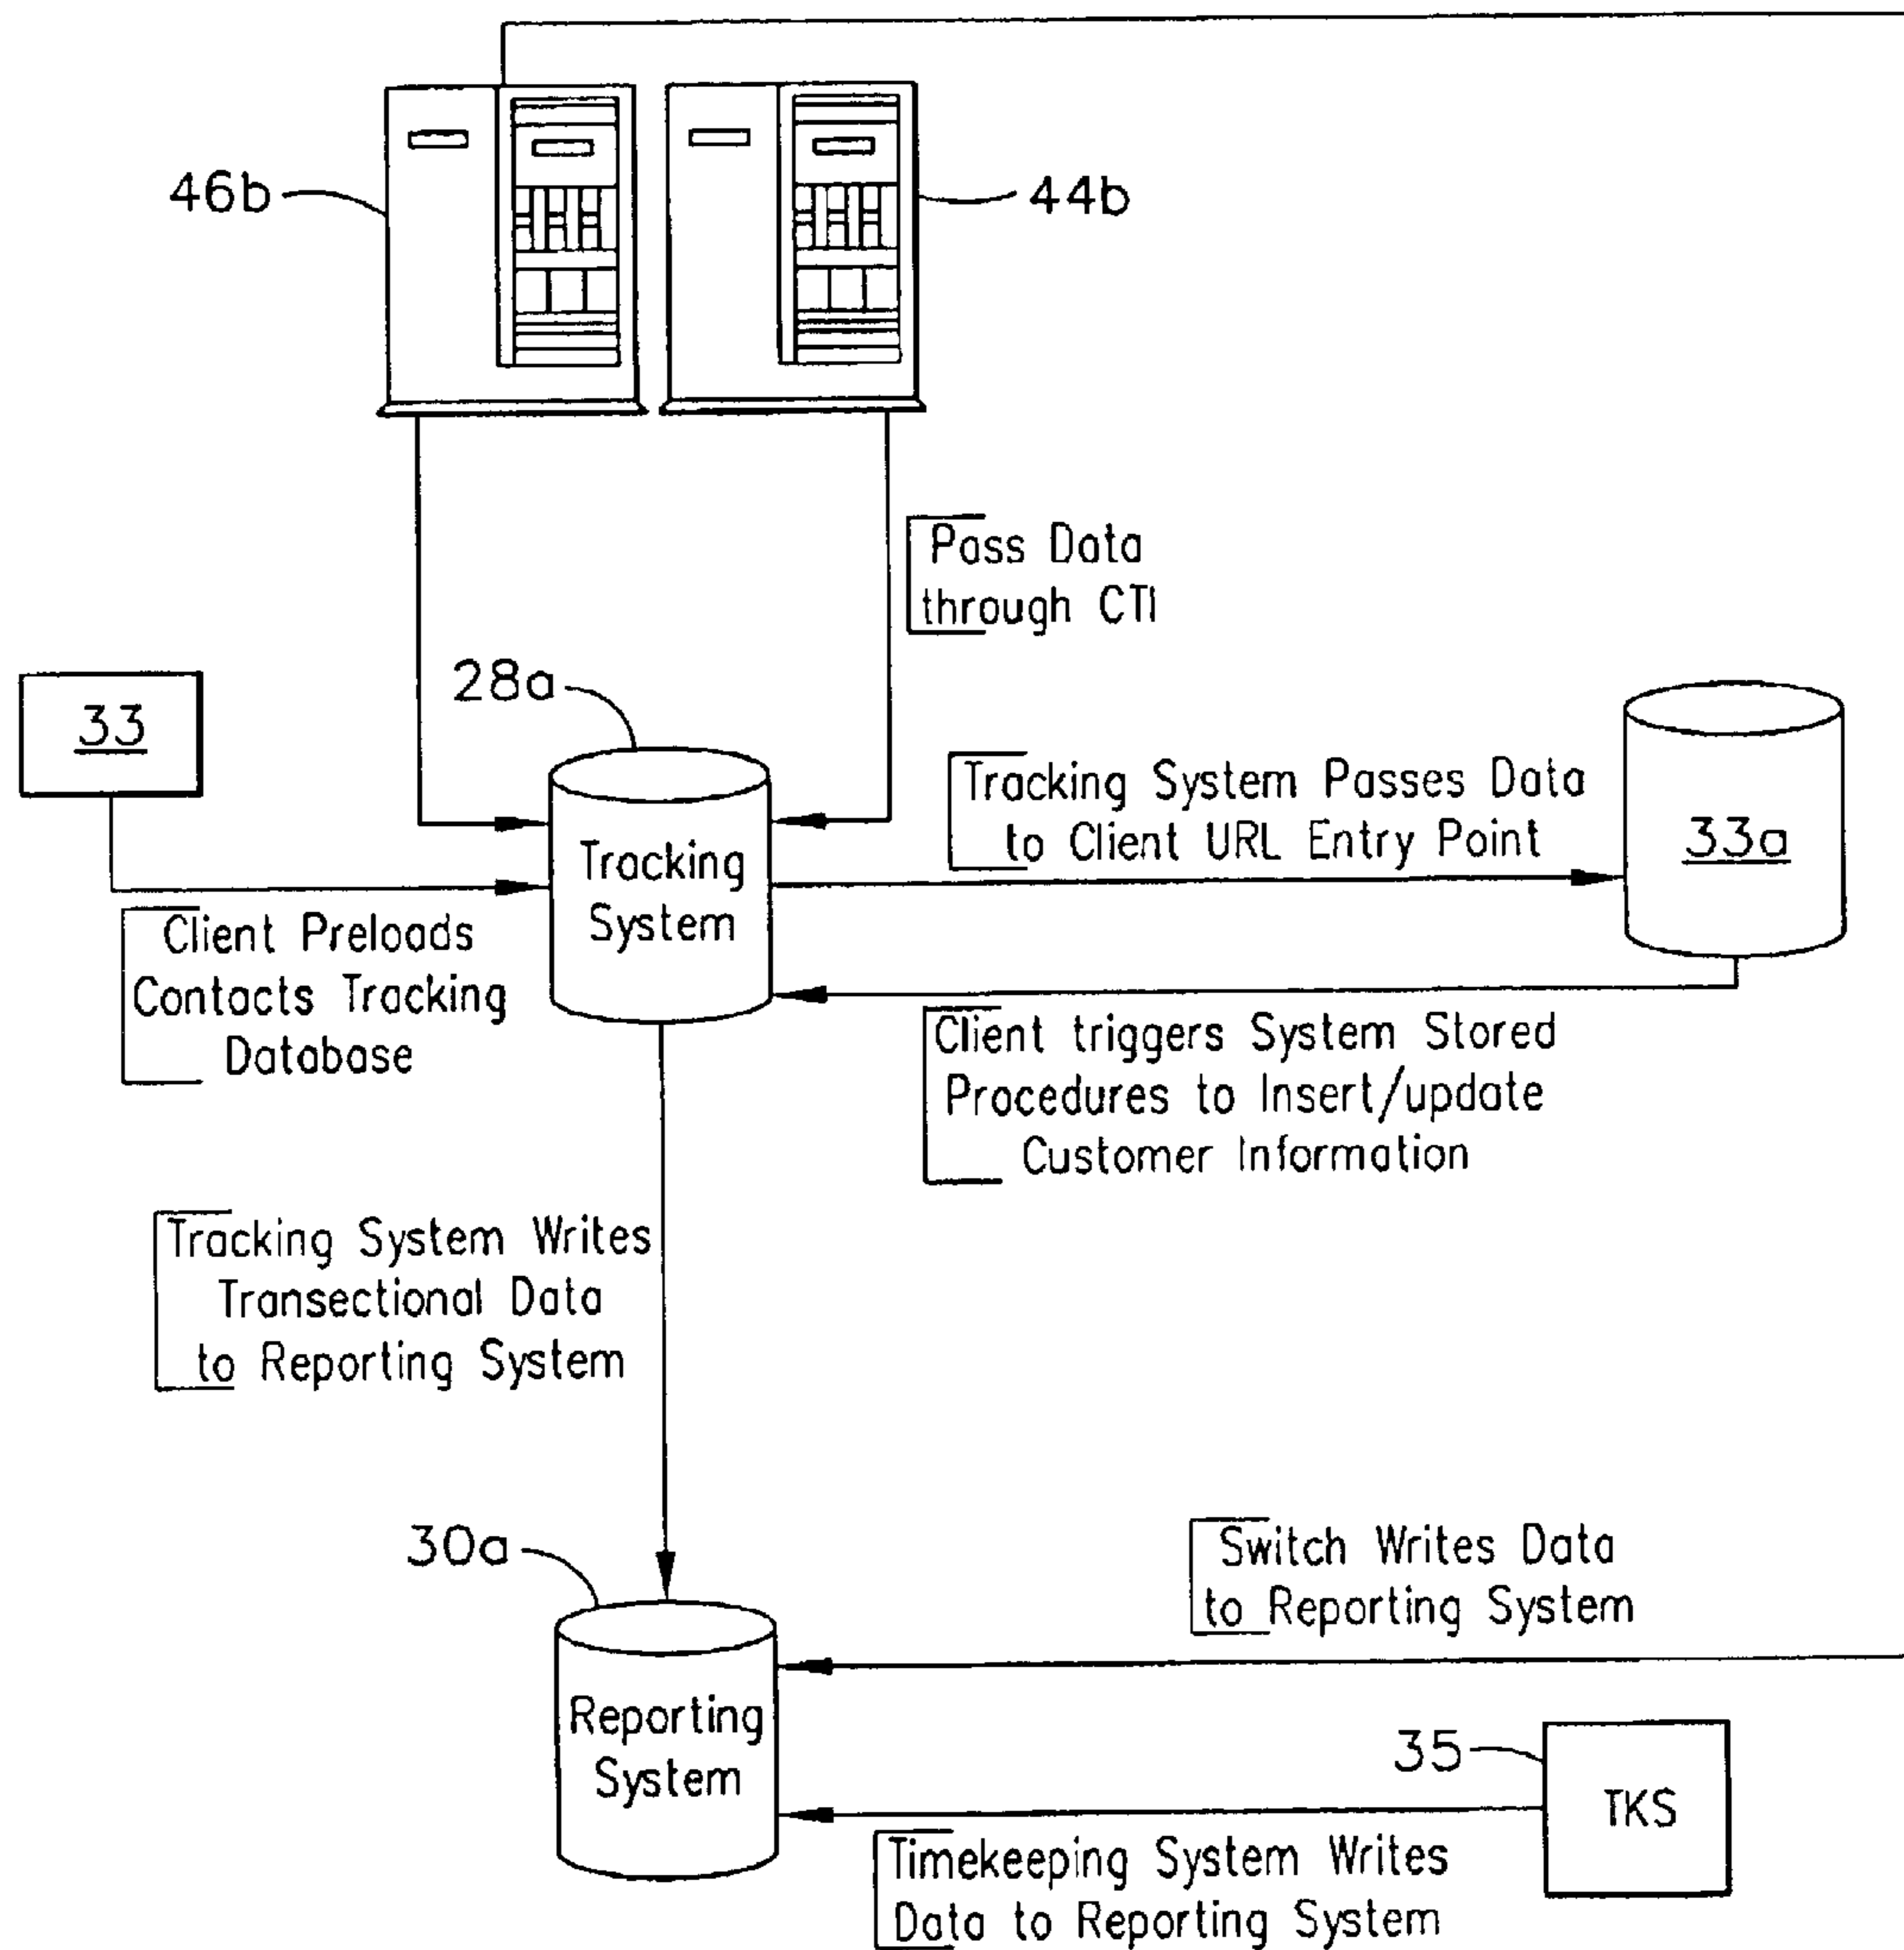 46b
44b
Pass Data
through CTI
28a
33
Tracking System Passes Data
to Client URL Entry Point
33a
Tracking
System
Client Preloads
Contacts Tracking
Database
Client triggers System Stored
Procedures to Insert/update
Customer Information
Tracking System Writes
Transectional Data
to Reporting System
30a
Switch Writes Data
to Reporting System
Reporting
System
35
TKS
Timekeeping System Writes
Data to Reporting System